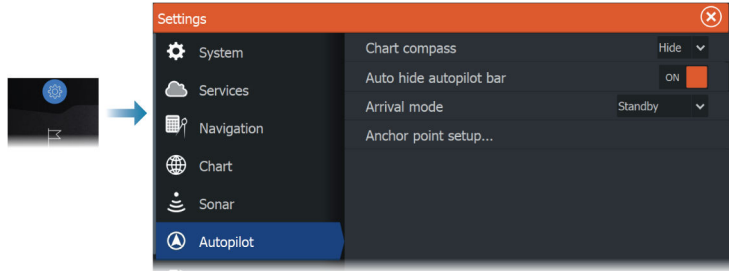 Settings
System
Services
Navigation
Chart
Sonar
Autopilot
Chart compass Hide
Auto hide autopilot bar ON
Arrival mode Standby
Anchor point setup...